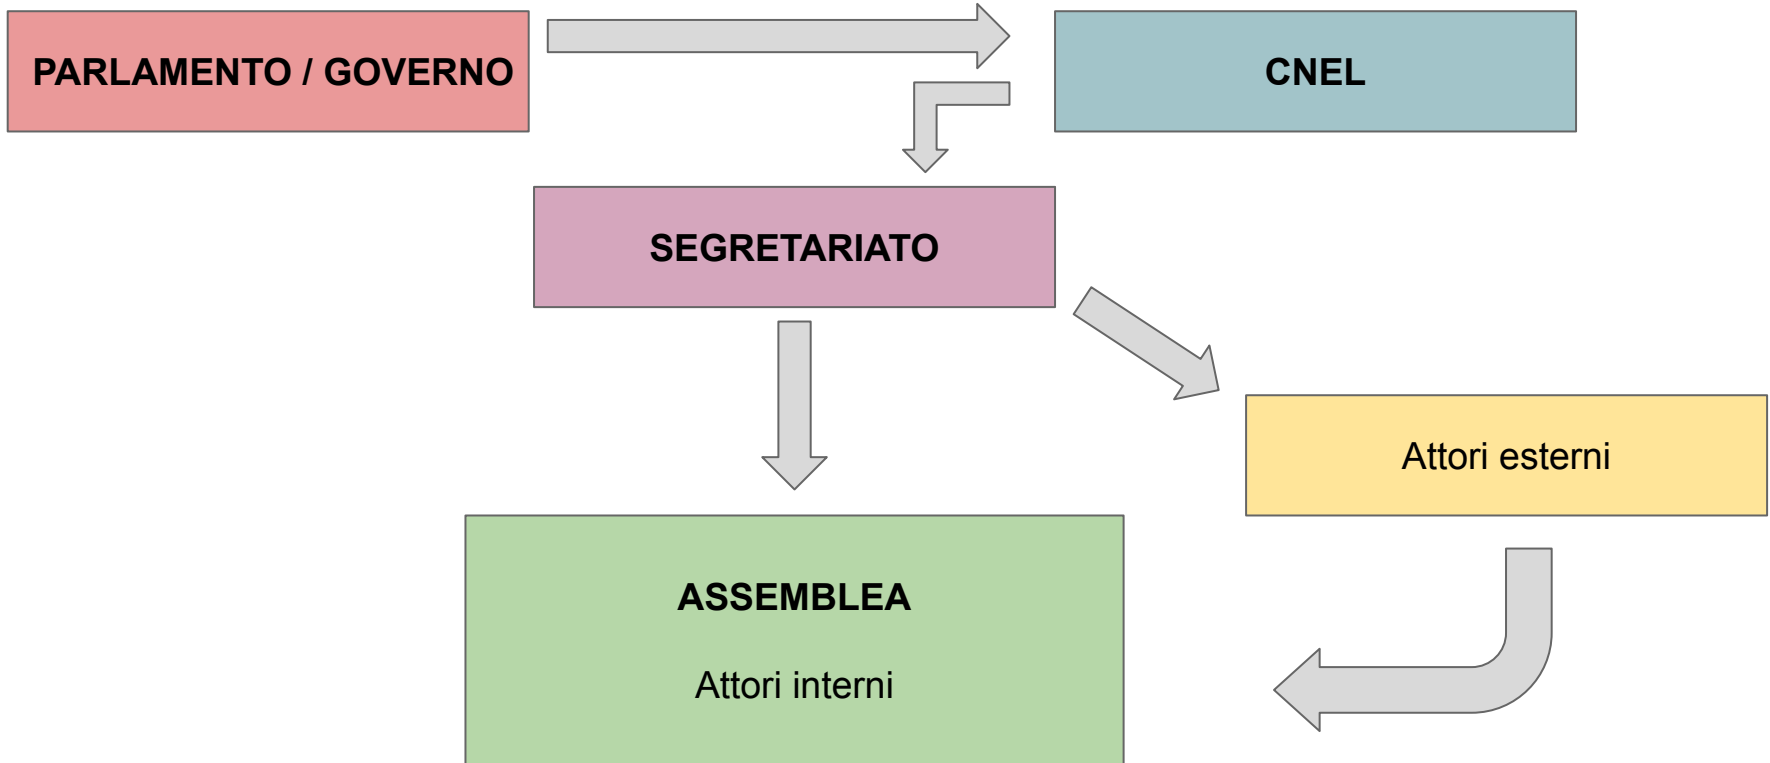 PARLAMENTO / GOVERNO
CNEL
SEGRETARIATO
Attori esterni
ASSEMBLEA
Attori interni